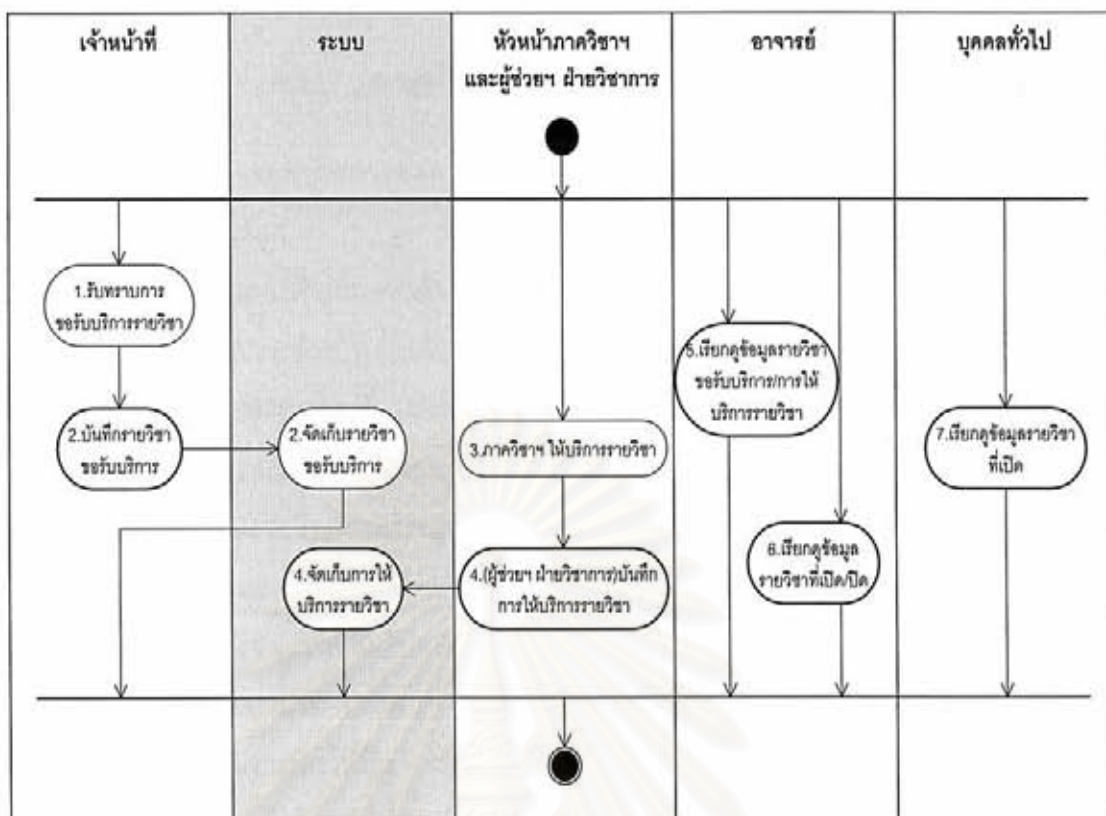 เจ้าหน้าที่
ระบบ
หัวหน้าภาควิชาฯ
และผู้ช่วยฯ ฝ่ายวิชาการ
อาจารย์
บุคคลทั่วไป
1.รับทราบการ
ขอรับบริการรายวิชา
2.บันทึกรายวิชา
ขอรับบริการ
2.จัดเก็บรายวิชา
ขอรับบริการ
3.ภาควิชาฯ ให้บริการรายวิชา
5.เรียกดูข้อมูลรายวิชา
ขอรับบริการ/การให้
บริการรายวิชา
7.เรียกดูข้อมูลรายวิชา
ที่เปิด
4.จัดเก็บการให้
บริการรายวิชา
4.(ผู้ช่วยฯ ฝ่ายวิชาการ)บันทึก
การให้บริการรายวิชา
6.เรียกดูข้อมูล
รายวิชาที่เปิด/ปิด